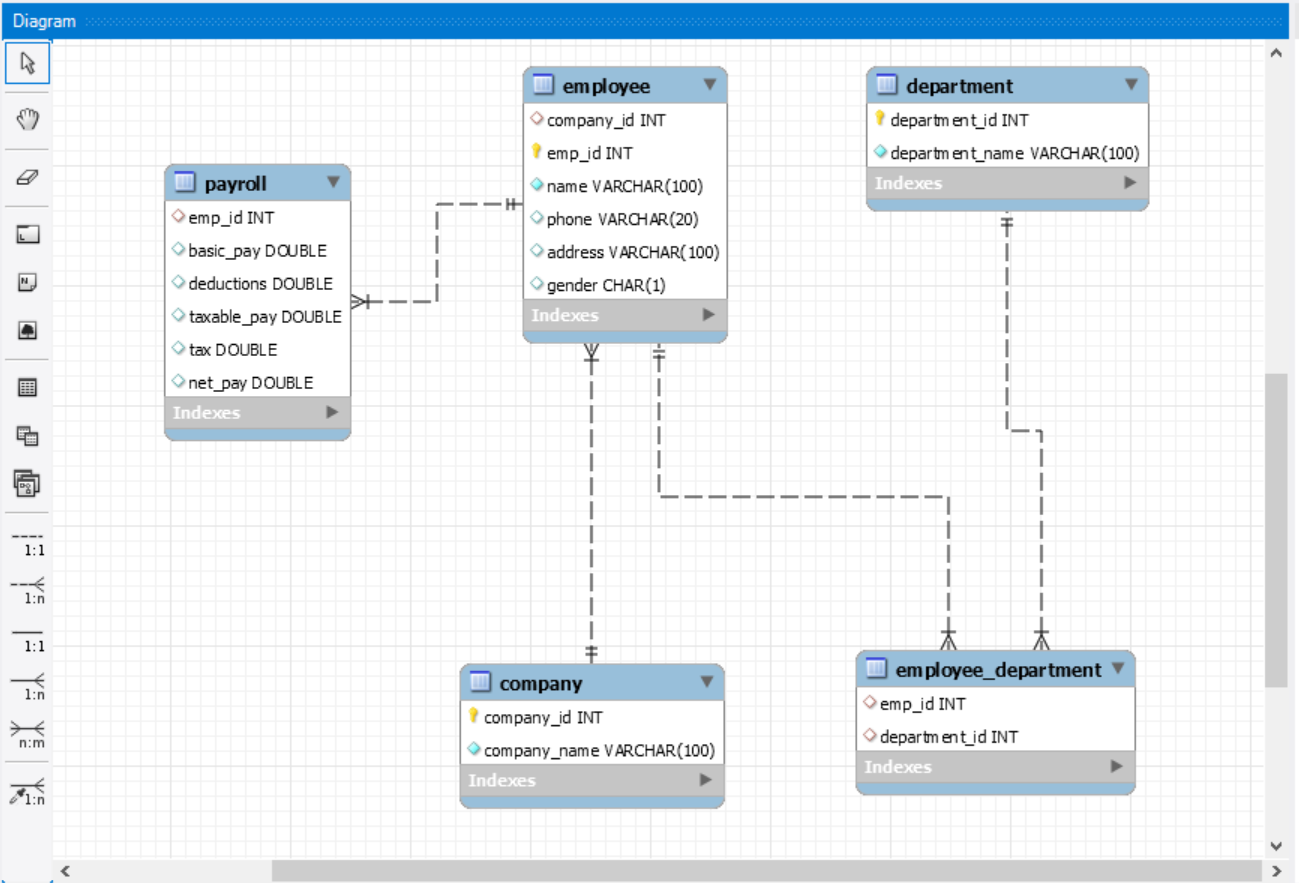 Diagram
payroll
emp_id INT
basic_pay DOUBLE
deductions DOUBLE
taxable_pay DOUBLE
tax DOUBLE
net_pay DOUBLE
Indexes
employee
company_id INT
emp_id INT
name VARCHAR(100)
phone VARCHAR(20)
address VARCHAR(100)
gender CHAR(1)
Indexes
department
department_id INT
department_name VARCHAR(100)
Indexes
company
company_id INT
company_name VARCHAR(100)
Indexes
employee_department
emp_id INT
department_id INT
Indexes
1:1
1:n
1:1
1:n
n:m
1:n